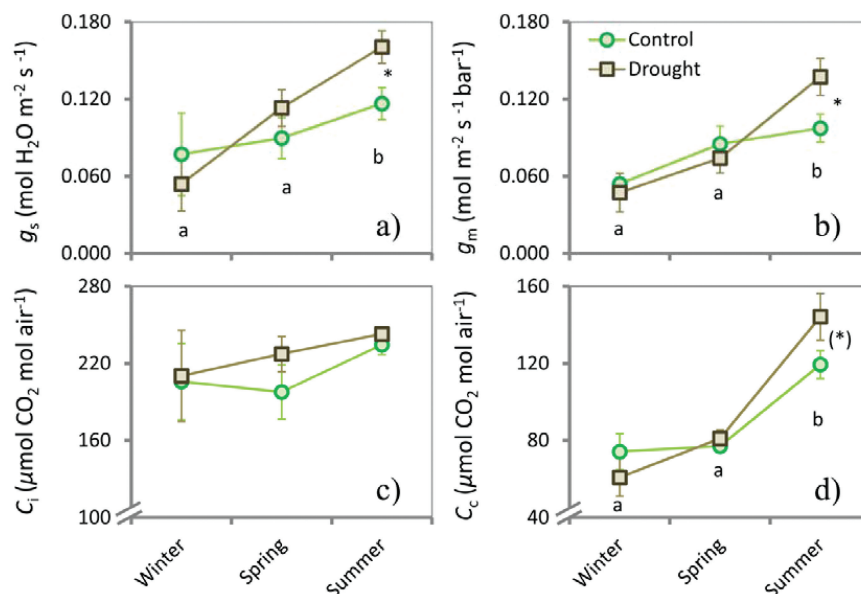 0.180
0.120
0.060
0.000
gs (mol H2O m-2 s-1)
*
a
a
b
a)
0.180
0.120
0.060
0.000
gm (mol m-2 s-1 bar-1)
Control
Drought
*
a
a
b
b)
280
220
160
100
Ci (μmol CO2 mol air-1)
c)
Winter
Spring
Summer
160
120
80
40
Cc (μmol CO2 mol air-1)
(*)
a
a
b
d)
Winter
Spring
Summer